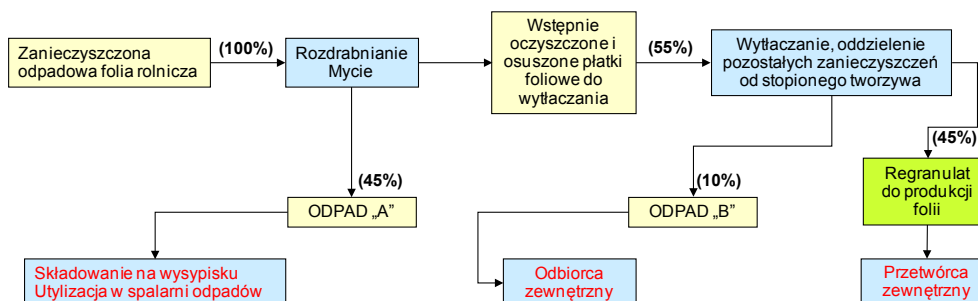 Zanieczyszczona
odpadowa folia rolnicza
(100%)
Rozdrabnianie
Mycie
Wstępnie
oczyszczone i
osuszone płatki
foliowe do
wytłaczania
(55%)
Wytłaczanie, oddzielenie
pozostałych zanieczyszczeń
od stopionego tworzywa
(45%)
ODPAD „A”
(10%)
ODPAD „B”
(45%)
Regranulat
do produkcji
folii
Składowanie na wysypisku
Utylizacja w spalarni odpadów
Odbiorca
zewnętrzny
Przetwórca
zewnętrzny